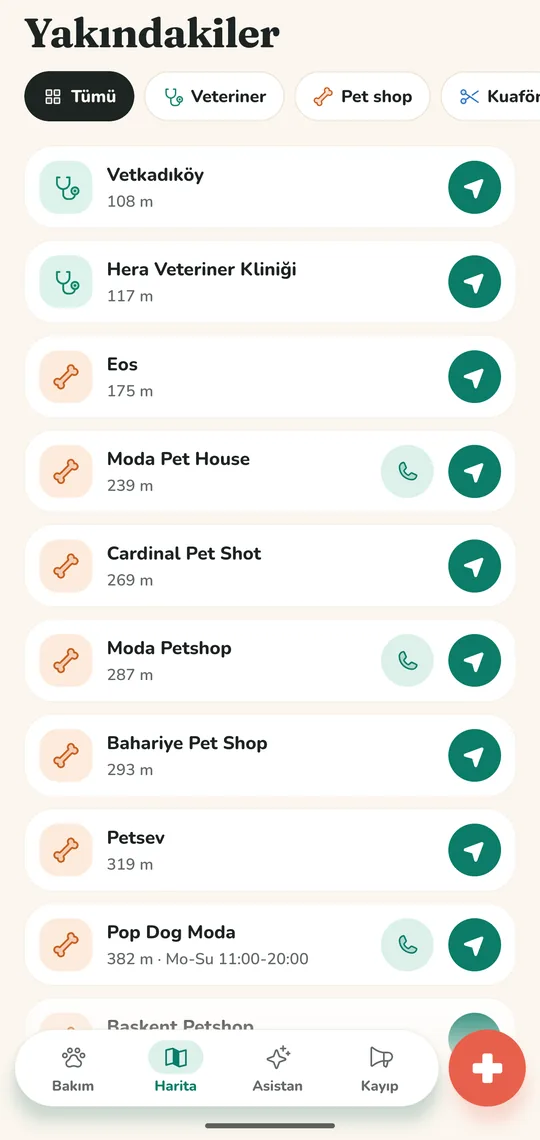 Yakındakiler
Tümü
Veteriner
Pet shop
Kuaför
Vetkadıköy
108 m
Hera Veteriner Kliniği
117 m
Eos
175 m
Moda Pet House
239 m
Cardinal Pet Shot
269 m
Moda Petshop
287 m
Bahariye Pet Shop
293 m
Petsev
319 m
Pop Dog Moda
382 m · Mo-Su 11:00-20:00
Baskent Petshop
Bakım
Harita
Asistan
Kayıp